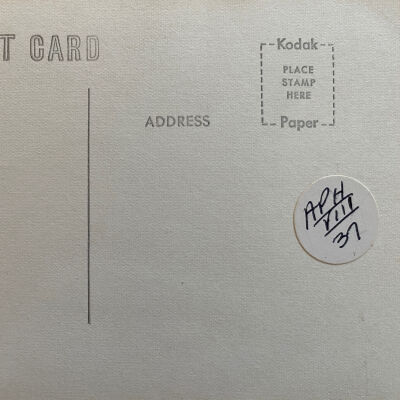 T CARD
Kodak
PLACE
STAMP
HERE
Paper
ADDRESS
APH
VIII
37